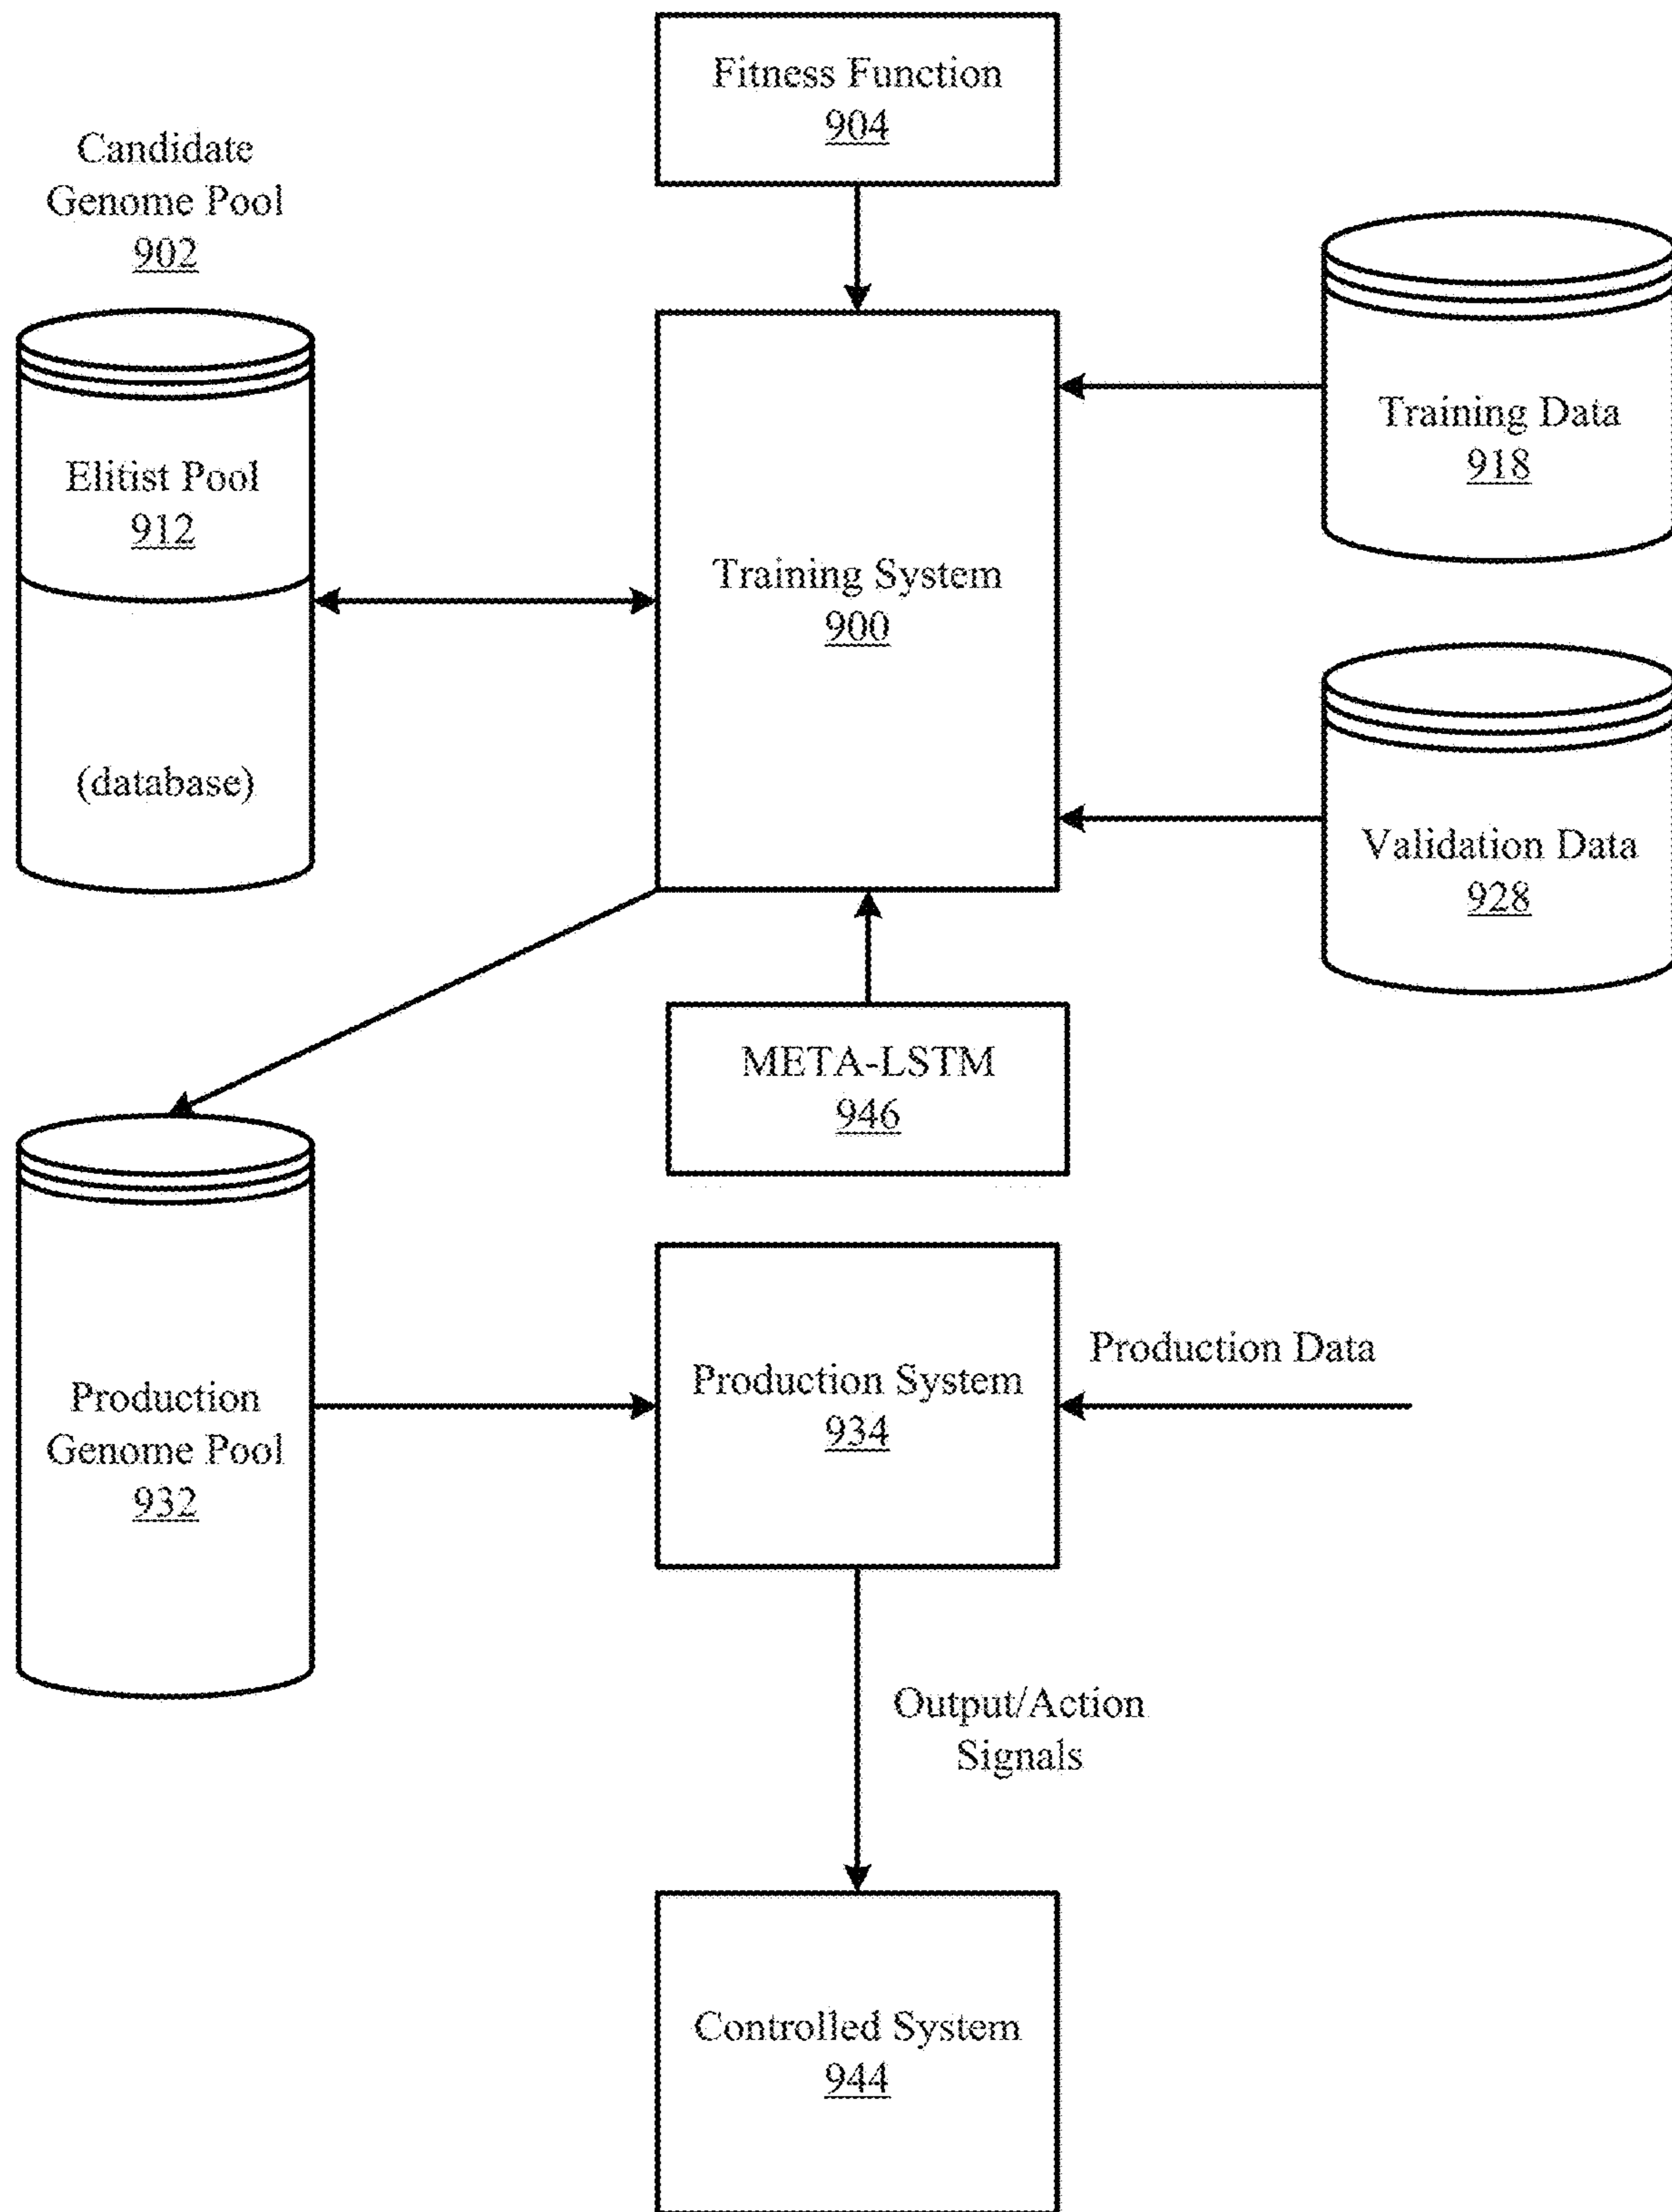 Fitness Function
904
Candidate
Genome Pool
902
Training Data
918
Elitist Pool
912
Training System
900
(database)
Validation Data
928
META-LSTM
946
Production Data
Production System
934
Production
Genome Pool
932
Output/Action
Signals
Controlled System
944